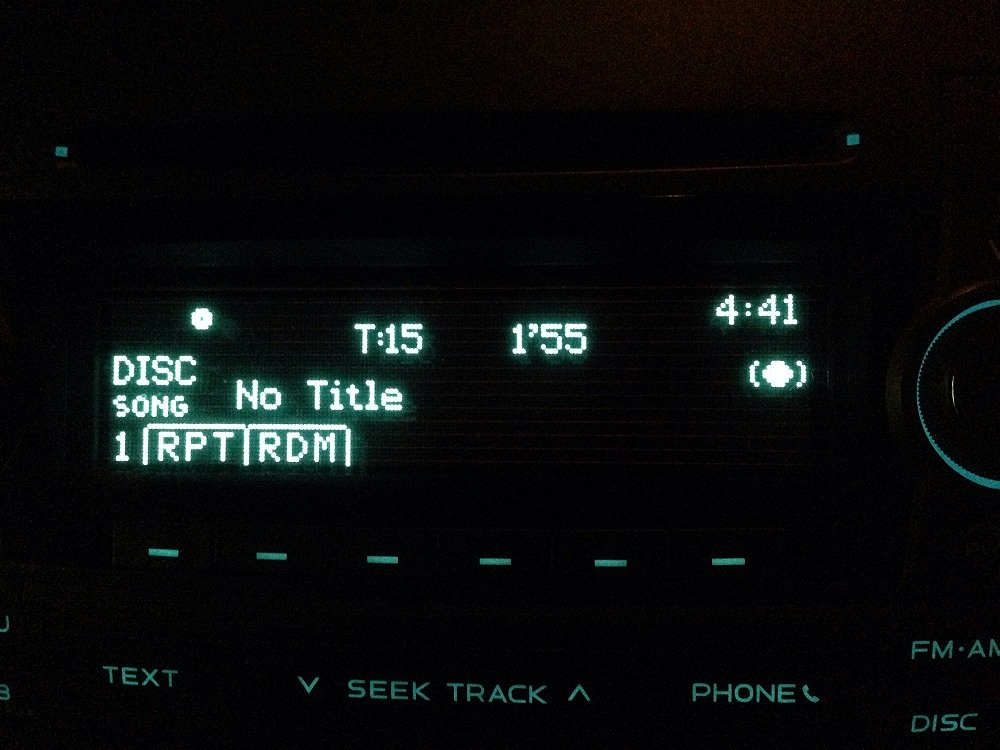 4:41
T:15 1'55
DISC
SONG No Title
1 RPT RDM
TEXT SEEK TRACK PHONE
FM·AM
DISC